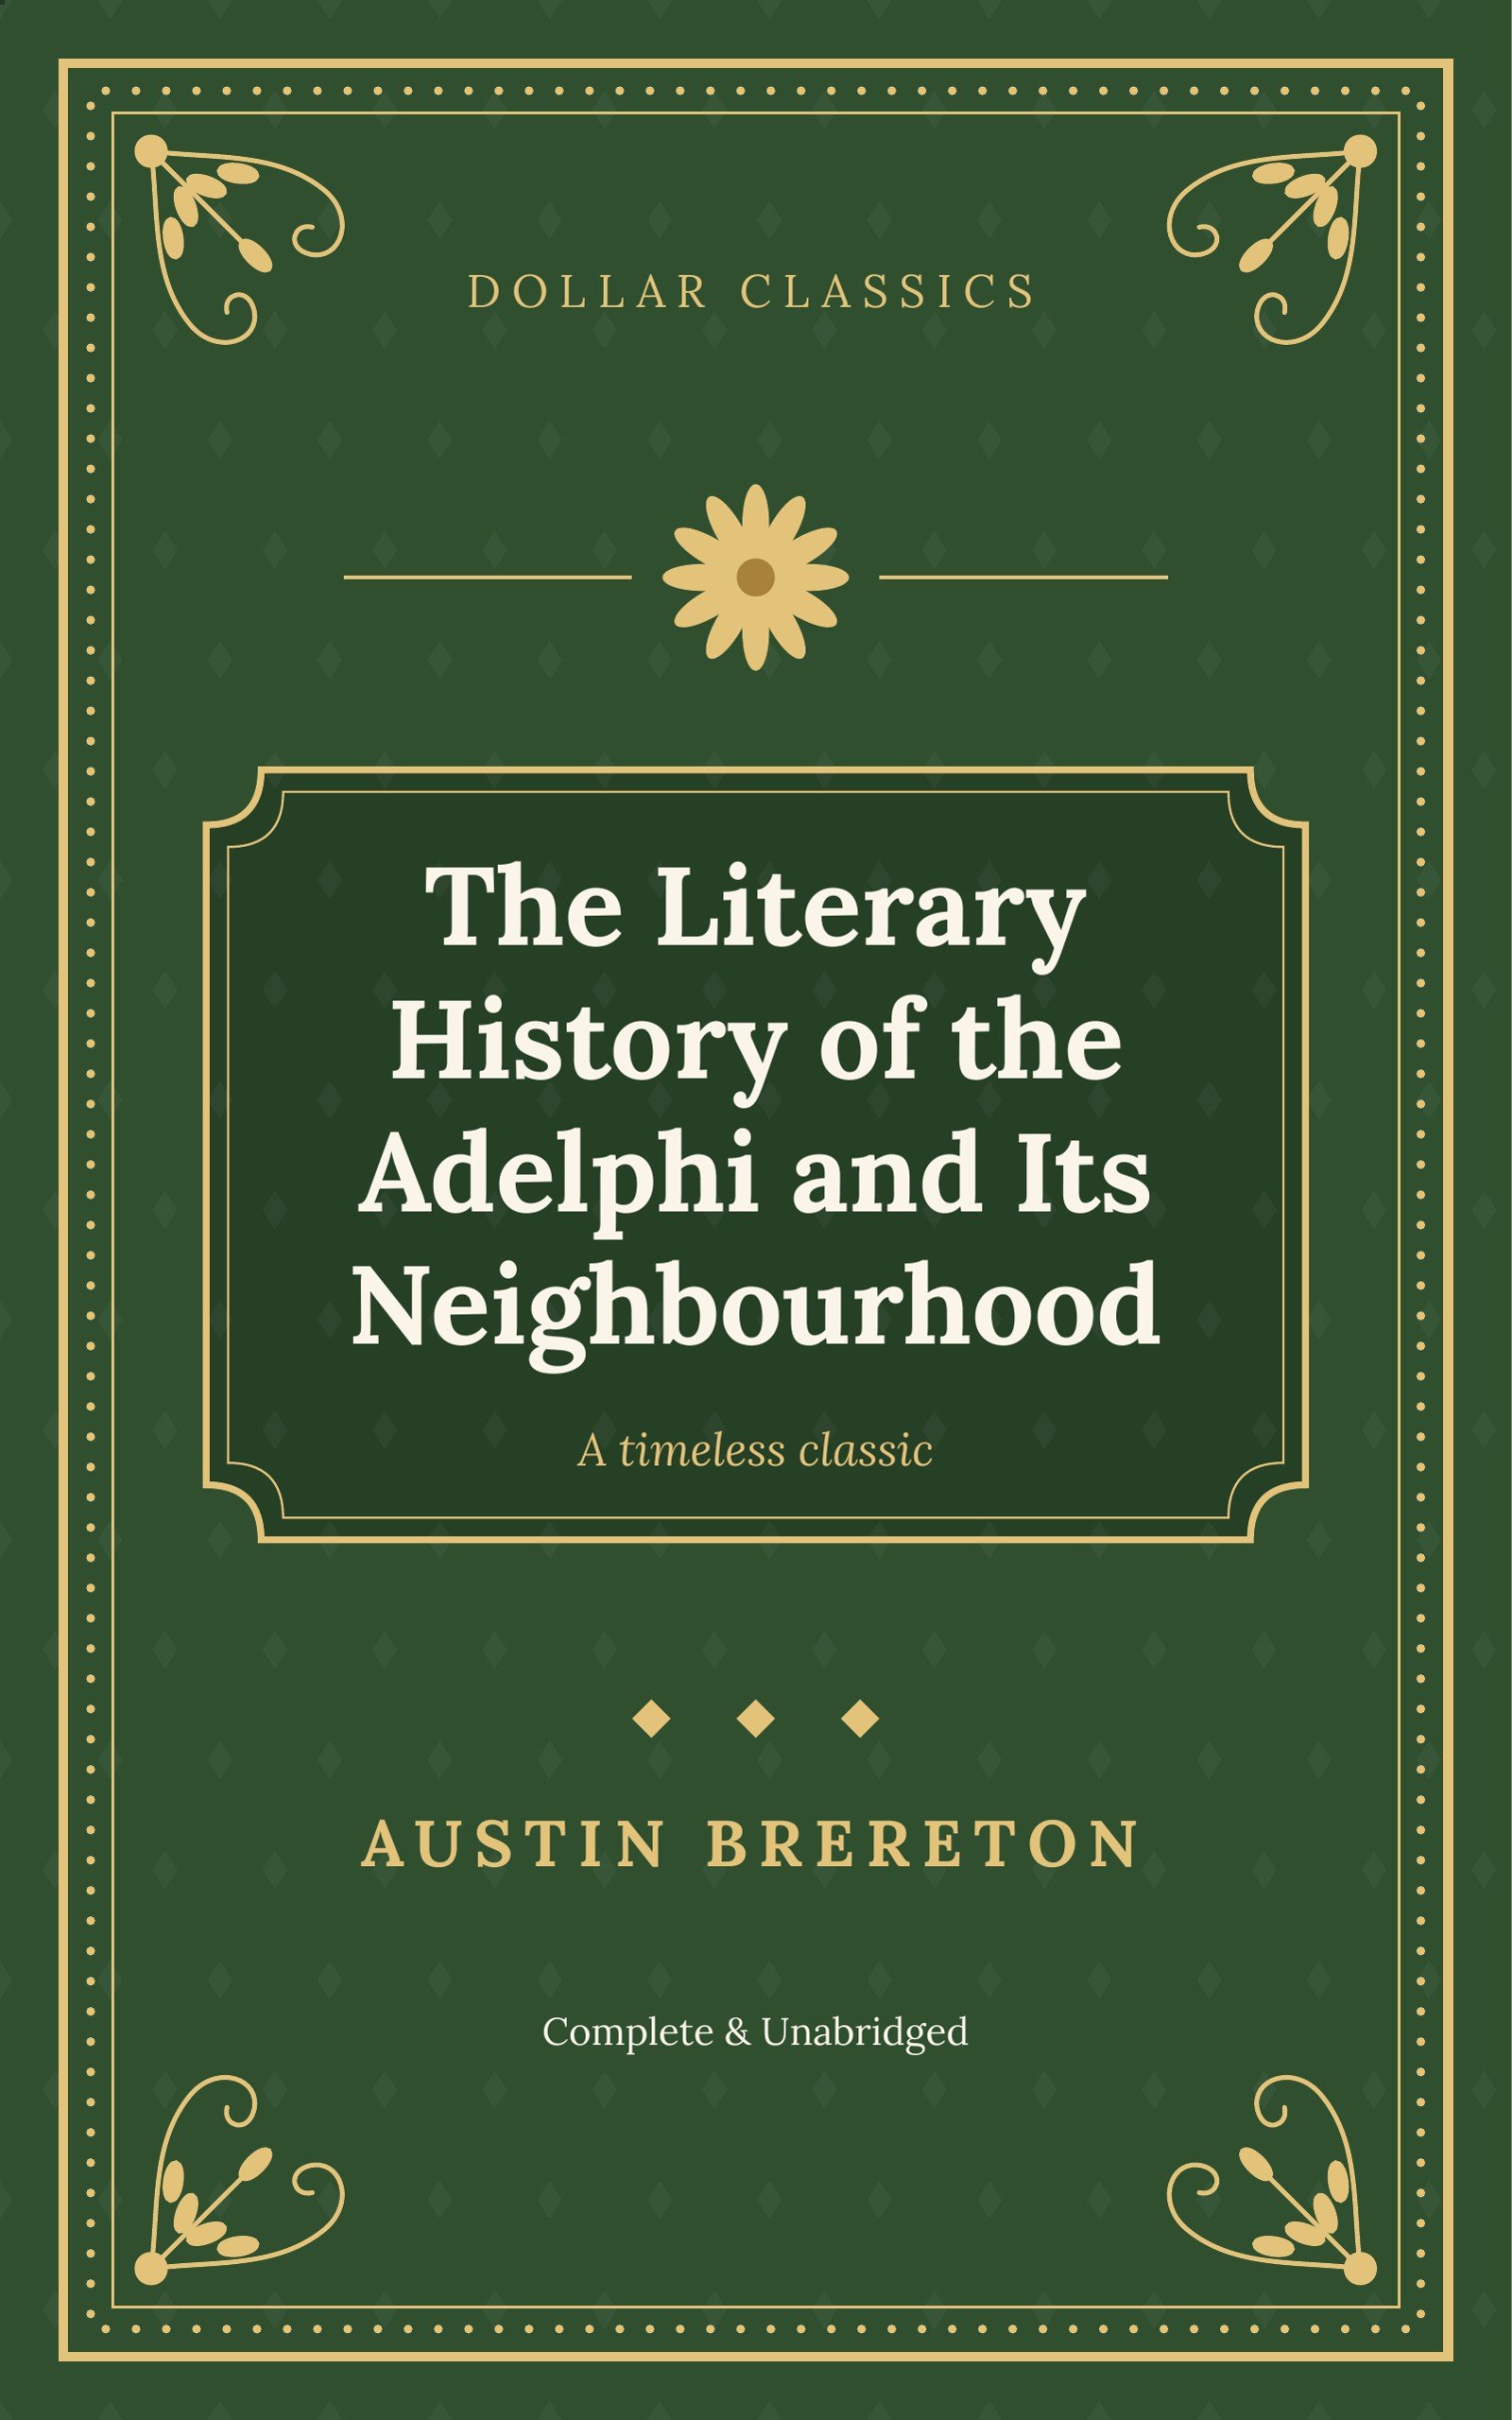 DOLLAR CLASSICS
The Literary
History of the
Adelphi and Its
Neighbourhood
A timeless classic
AUSTIN BRERETON
Complete & Unabridged